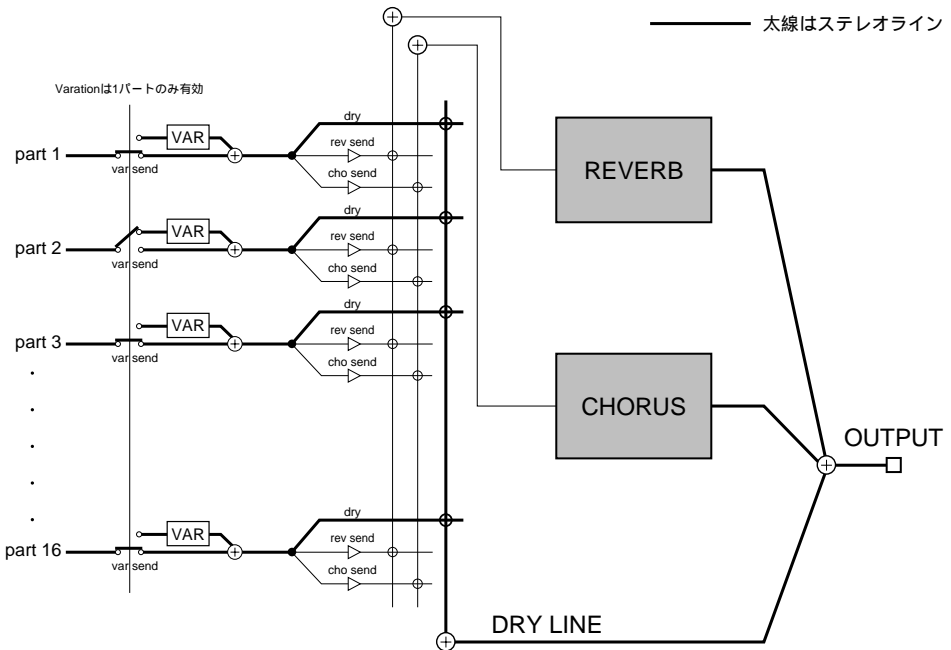 太線はステレオライン
Varationは1パートのみ有効
part 1
VAR
var send
dry
rev send
cho send
REVERB
part 2
VAR
var send
dry
rev send
cho send
part 3
VAR
var send
dry
rev send
cho send
CHORUS
OUTPUT
part 16
VAR
var send
dry
rev send
cho send
DRY LINE